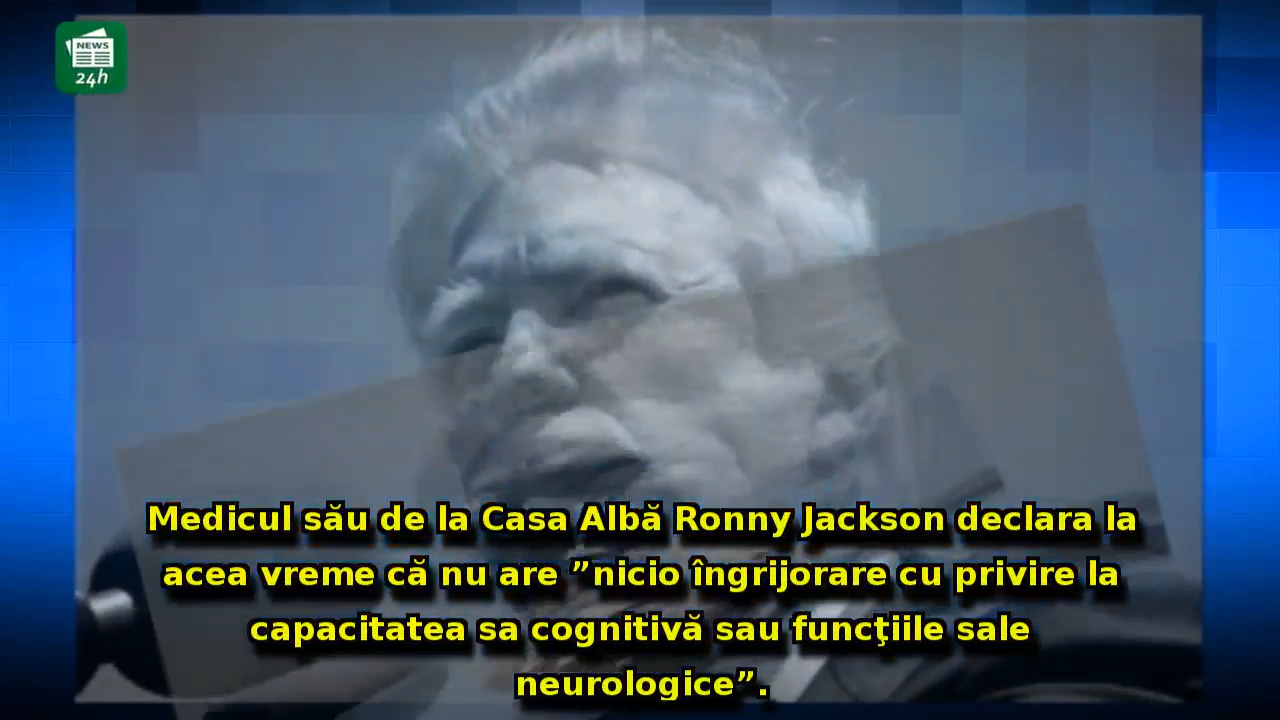 NEWS
24h
Medicul său de la Casa Albă Ronny Jackson declara la
acea vreme că nu are ”nicio îngrijorare cu privire la
capacitatea sa cognitivă sau funcţiile sale
neurologice”.